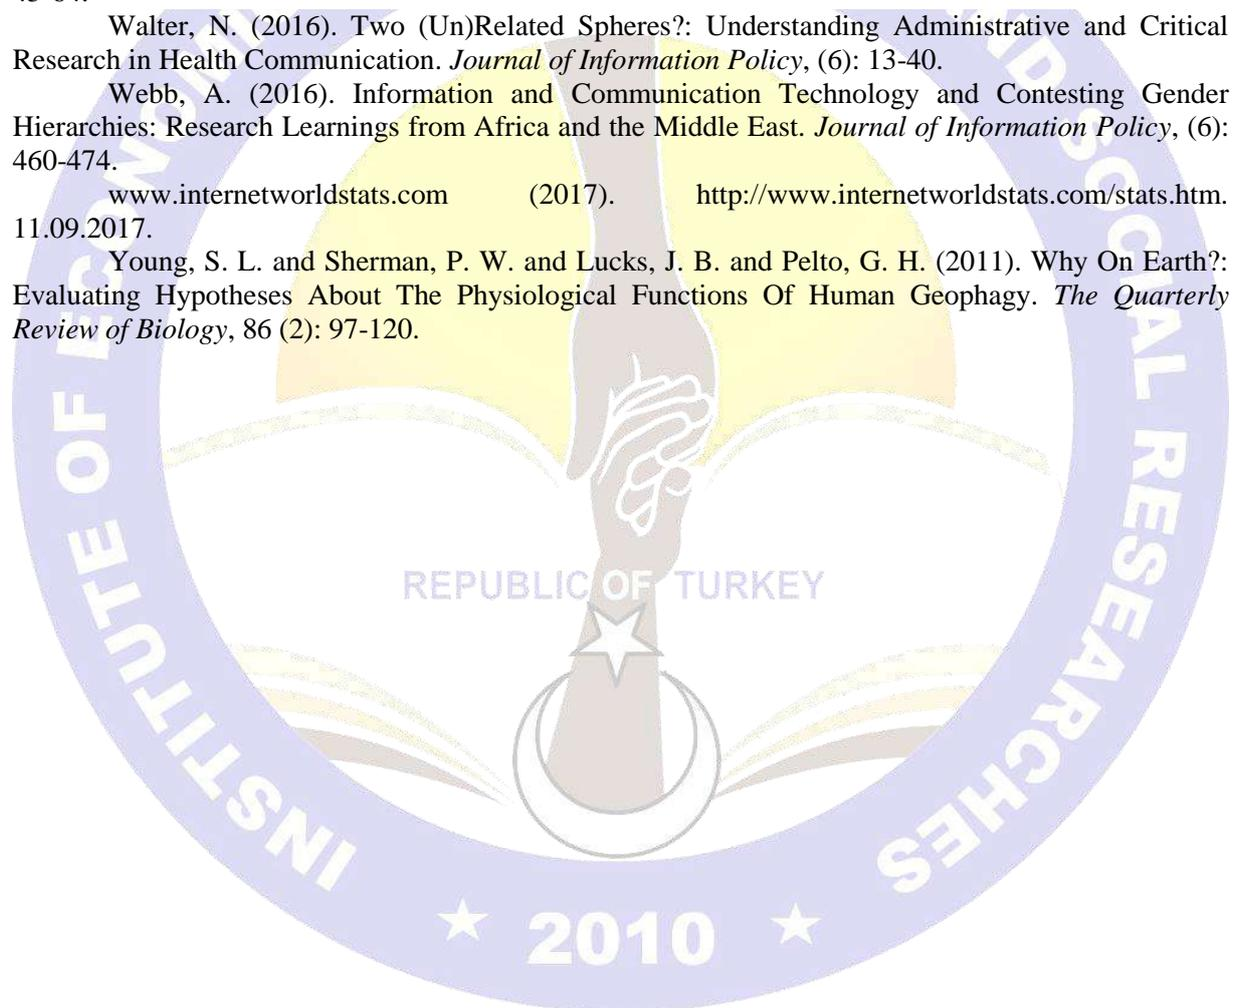 Walter, N. (2016). Two (Un)Related Spheres?: Understanding Administrative and Critical
Research in Health Communication. Journal of Information Policy, (6): 13-40.
Webb, A. (2016). Information and Communication Technology and Contesting Gender
Hierarchies: Research Learnings from Africa and the Middle East. Journal of Information Policy, (6):
460-474.
www.internetworldstats.com (2017). http://www.internetworldstats.com/stats.htm.
11.09.2017.
Young, S. L. and Sherman, P. W. and Lucks, J. B. and Pelto, G. H. (2011). Why On Earth?:
Evaluating Hypotheses About The Physiological Functions Of Human Geophagy. The Quarterly
Review of Biology, 86 (2): 97-120.
INSTITUTE OF ECONOMI
D SOCIAL RESEARCHES
REPUBLIC OF TURKEY
2010